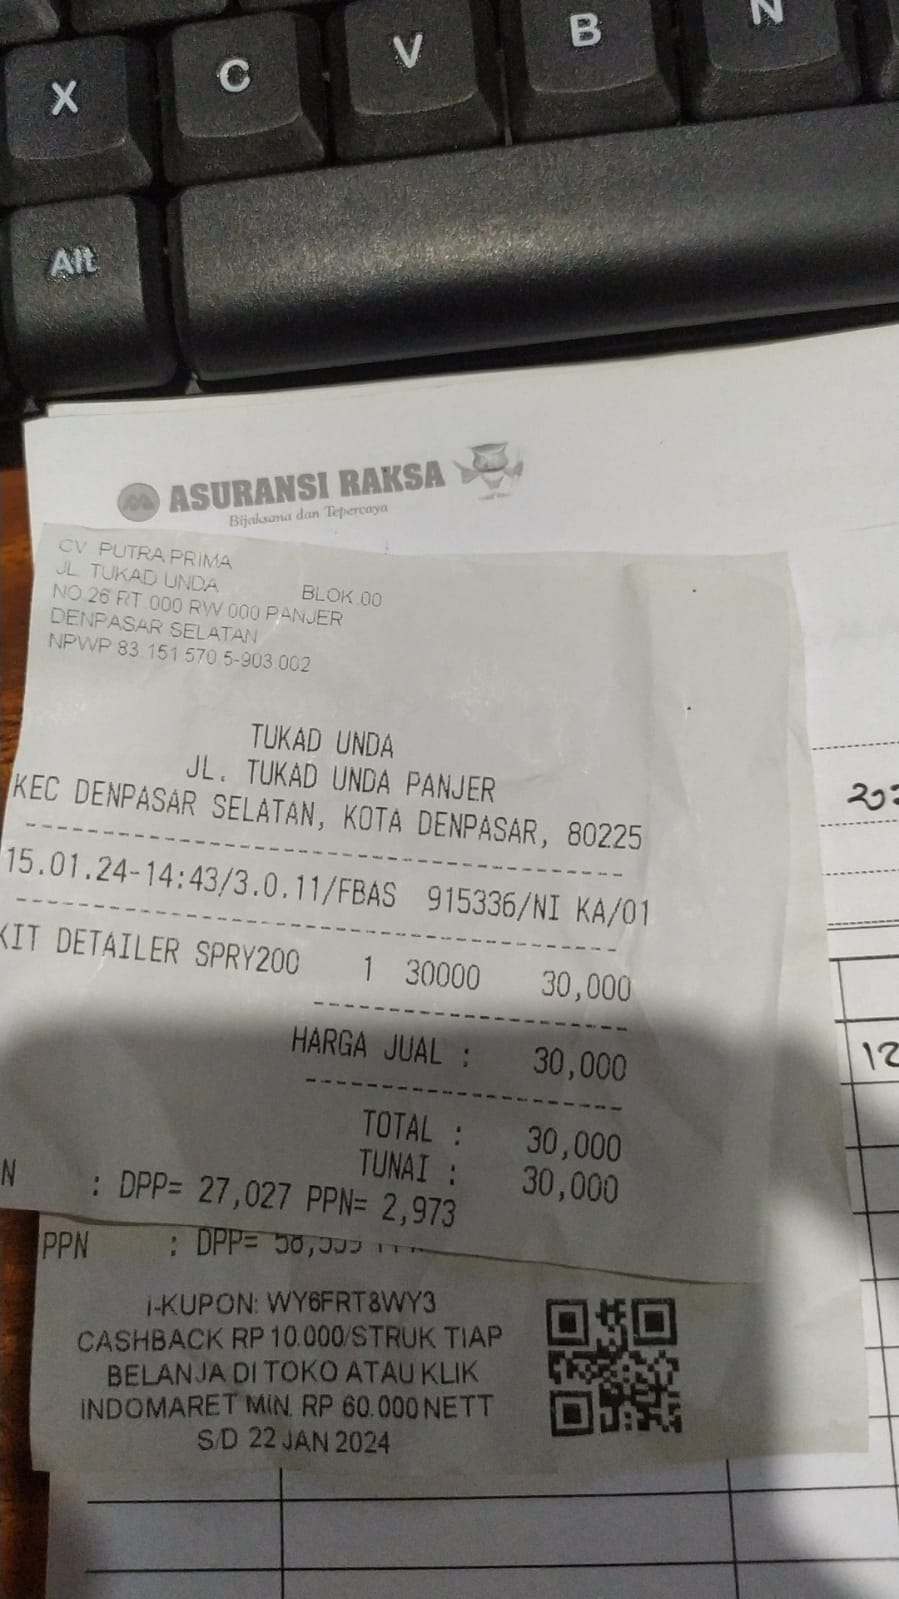 X C V B N
Alt
ASURANSI RAKSA
Bijaksana dan Tepercaya
CV PUTRA PRIMA
JL. TUKAD UNDA BLOK.00
NO.26 RT.000 RW.000 PANJER
DENPASAR SELATAN
NPWP 83.151.570.5-903.002
TUKAD UNDA
JL. TUKAD UNDA PANJER
KEC DENPASAR SELATAN, KOTA DENPASAR, 80225
15.01.24-14:43/3.0.11/FBAS 915336/NI KA/01
KIT DETAILER SPRY200 1 30000 30,000
HARGA JUAL : 30,000
TOTAL : 30,000
TUNAI : 30,000
N : DPP= 27,027 PPN= 2,973
PPN : DPP=
i-KUPON: WY6FRT8WY3
CASHBACK RP 10.000/STRUK TIAP
BELANJA DI TOKO ATAU KLIK
INDOMARET MIN. RP 60.000 NETT
S/D 22 JAN 2024
12